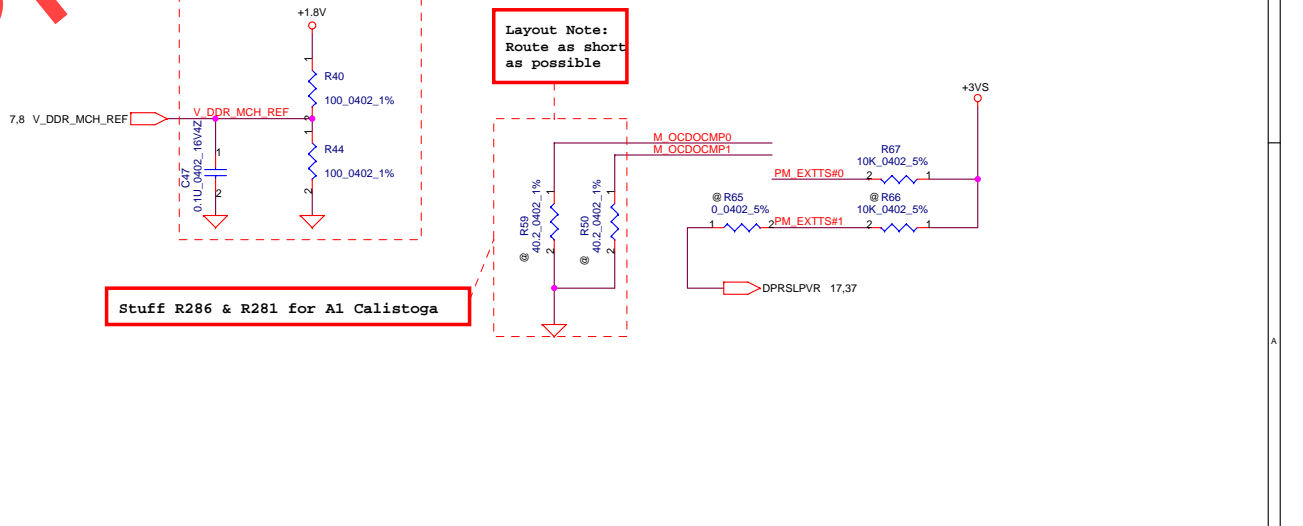 +1.8V
Layout Note:
Route as short
as possible
1
R40
100_0402_1%
2
+3VS
7,8 V_DDR_MCH_REF
V_DDR_MCH_REF
1
R44
100_0402_1%
2
C47
0.1U_0402_16V4Z
1
2
M_OCDOCMP0
M_OCDOCMP1
R67
10K_0402_5%
PM_EXTTS#0
2
1
@
R59
40.2_0402_1%
1
2
@
R50
40.2_0402_1%
1
2
@ R65
0_0402_5%
1
2
PM_EXTTS#1
@ R66
10K_0402_5%
2
1
DPRSLPVR 17,37
Stuff R286 & R281 for A1 Calistoga
A